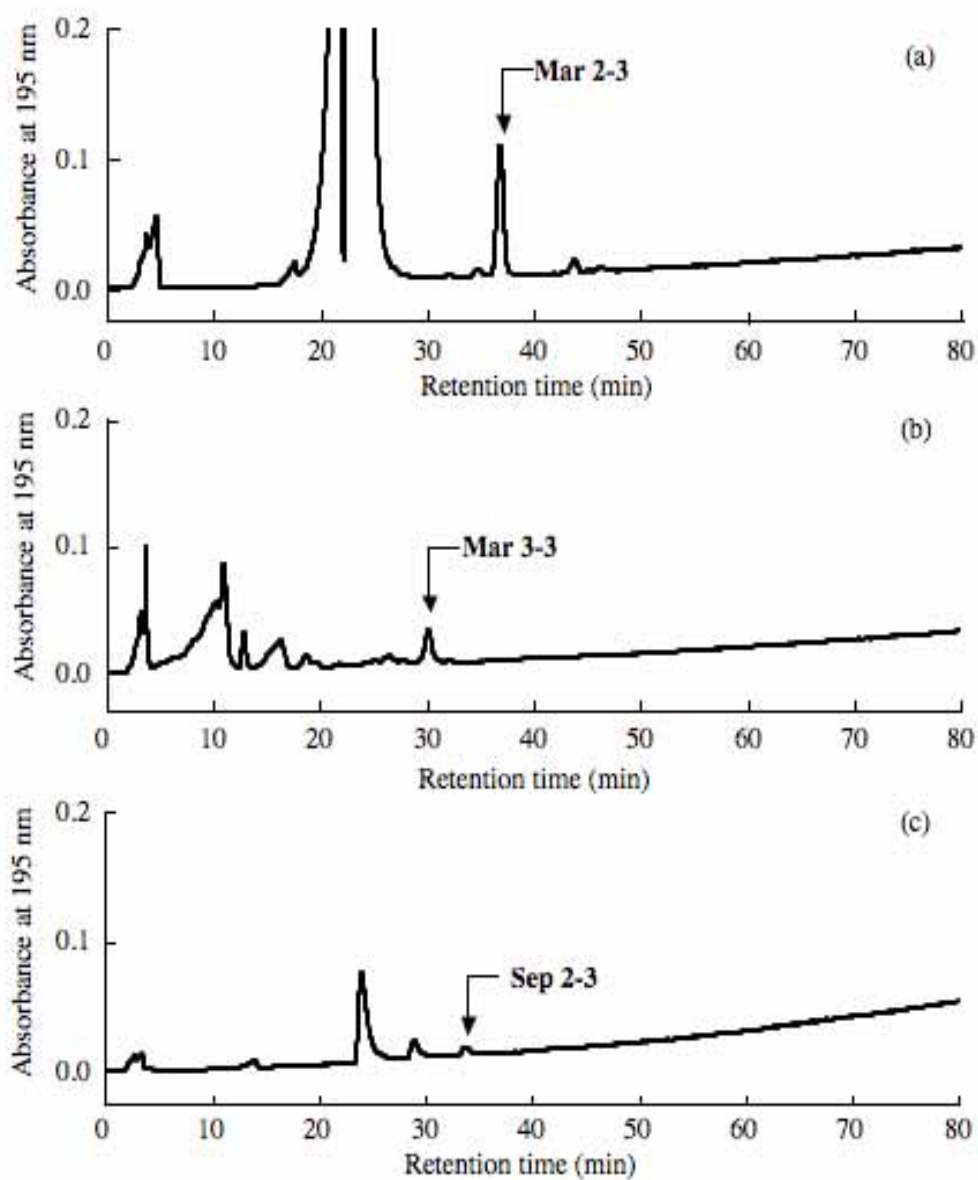 0.2
(a)
Mar 2-3
0.1
0.0
Absorbance at 195 nm
0 10 20 30 40 50 60 70 80
Retention time (min)
0.2
(b)
0.1
Mar 3-3
0.0
Absorbance at 195 nm
0 10 20 30 40 50 60 70 80
Retention time (min)
0.2
(c)
0.1
Sep 2-3
0.0
Absorbance at 195 nm
0 10 20 30 40 50 60 70 80
Retention time (min)